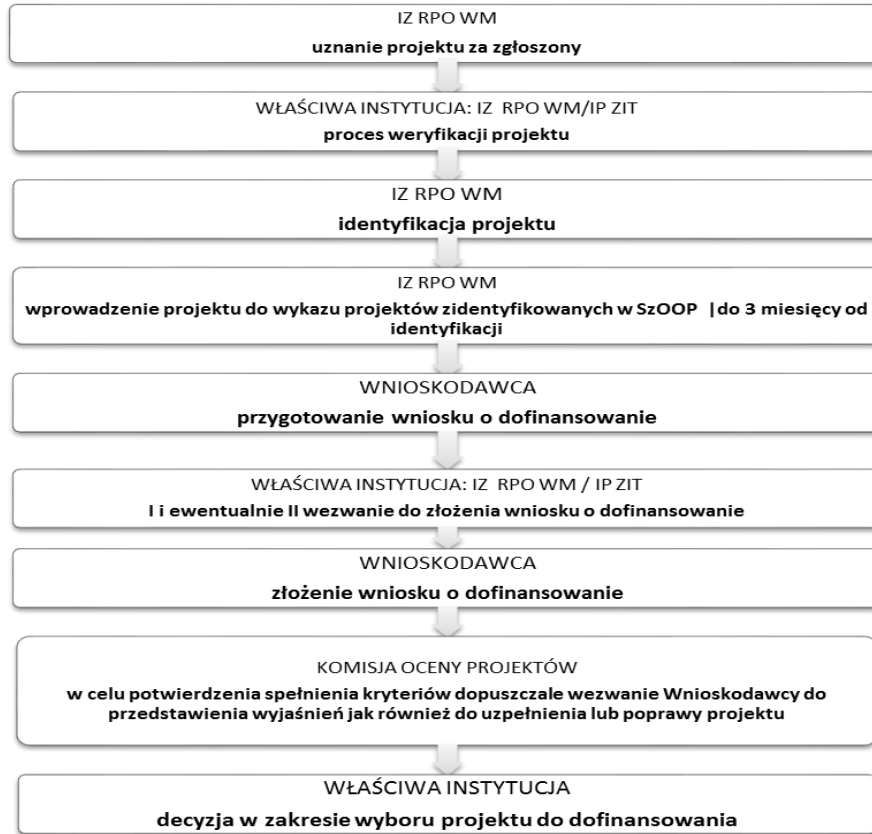 IZ RPO WM
uznanie projektu za zgłoszony
WŁAŚCIWA INSTYTUCJA: IZ RPO WM/IP ZIT
proces weryfikacji projektu
IZ RPO WM
identyfikacja projektu
IZ RPO WM
wprowadzenie projektu do wykazu projektów zidentyfikowanych w SzOOP |do 3 miesięcy od
identyfikacji
WNIOSKODAWCA
przygotowanie wniosku o dofinansowanie
WŁAŚCIWA INSTYTUCJA: IZ RPO WM / IP ZIT
I i ewentualnie II wezwanie do złożenia wniosku o dofinansowanie
WNIOSKODAWCA
złożenie wniosku o dofinansowanie
KOMISJA OCENY PROJEKTÓW
w celu potwierdzenia spełnienia kryteriów dopuszczale wezwanie Wnioskodawcy do
przedstawienia wyjaśnień jak również do uzpełnienia lub poprawy projektu
WŁAŚCIWA INSTYTUCJA
decyzja w zakresie wyboru projektu do dofinansowania